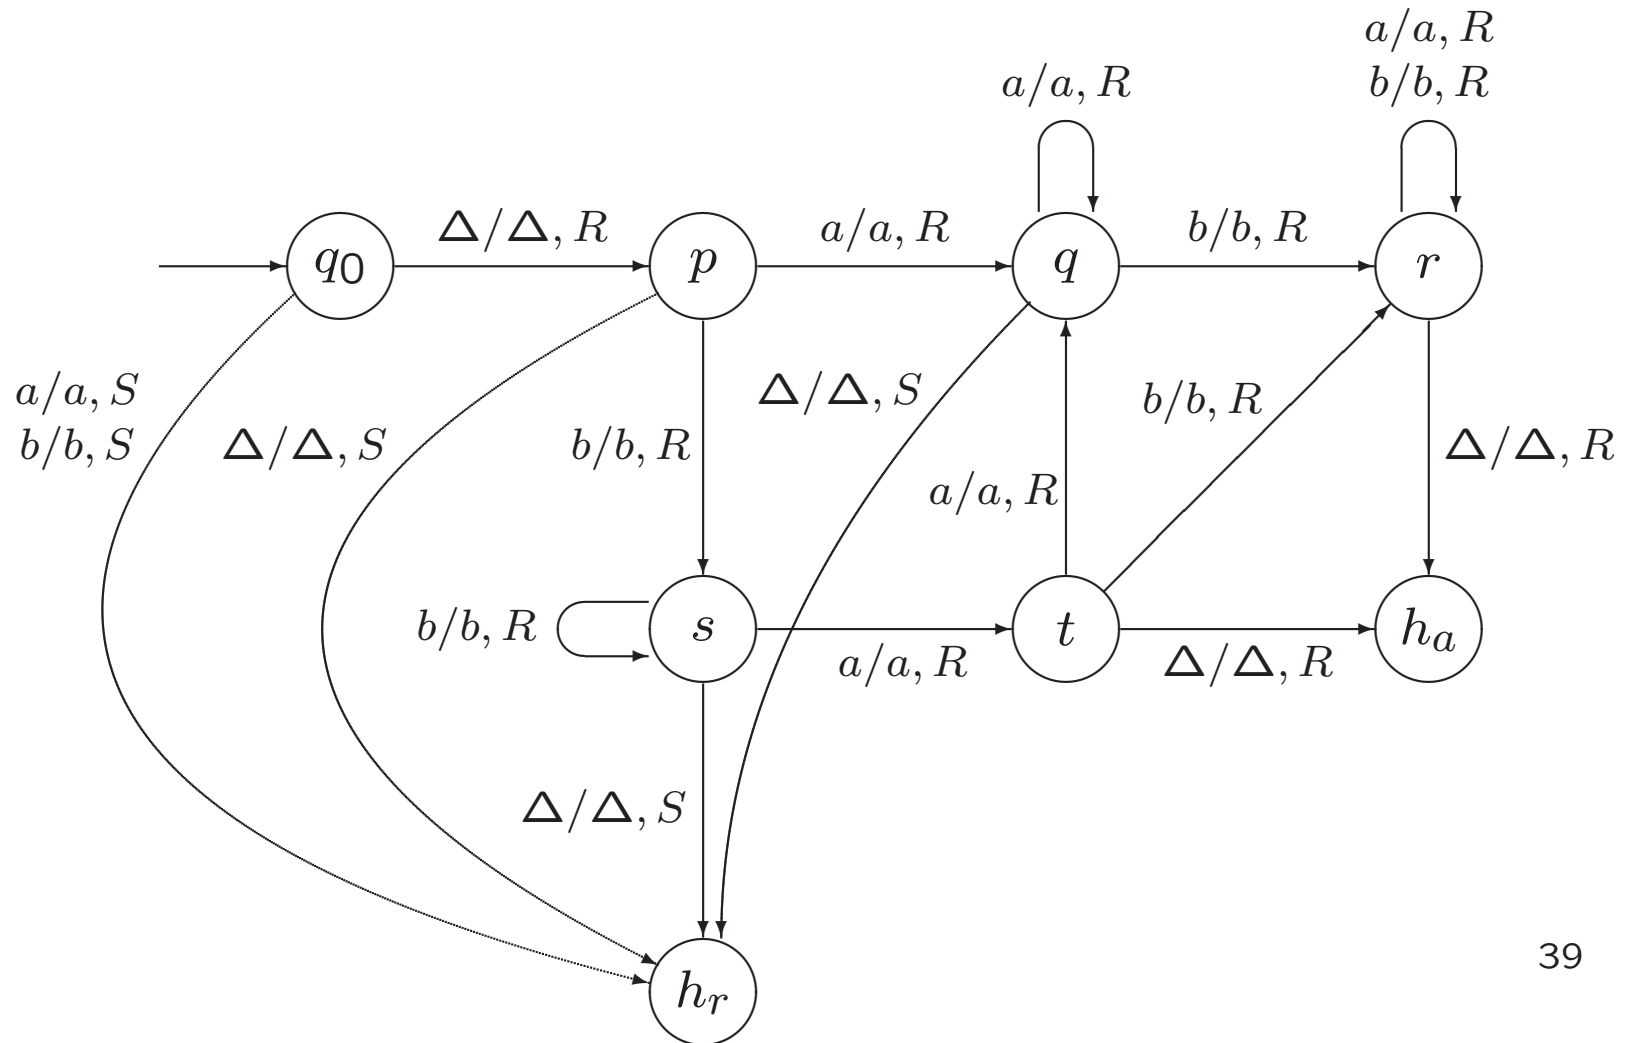 a/a, R
b/b, R
a/a, R
q₀
Δ/Δ, R
p
a/a, R
q
b/b, R
r
a/a, S
b/b, S
Δ/Δ, S
b/b, R
Δ/Δ, S
a/a, R
b/b, R
Δ/Δ, R
b/b, R
s
a/a, R
t
Δ/Δ, R
hₐ
Δ/Δ, S
hᵣ
39